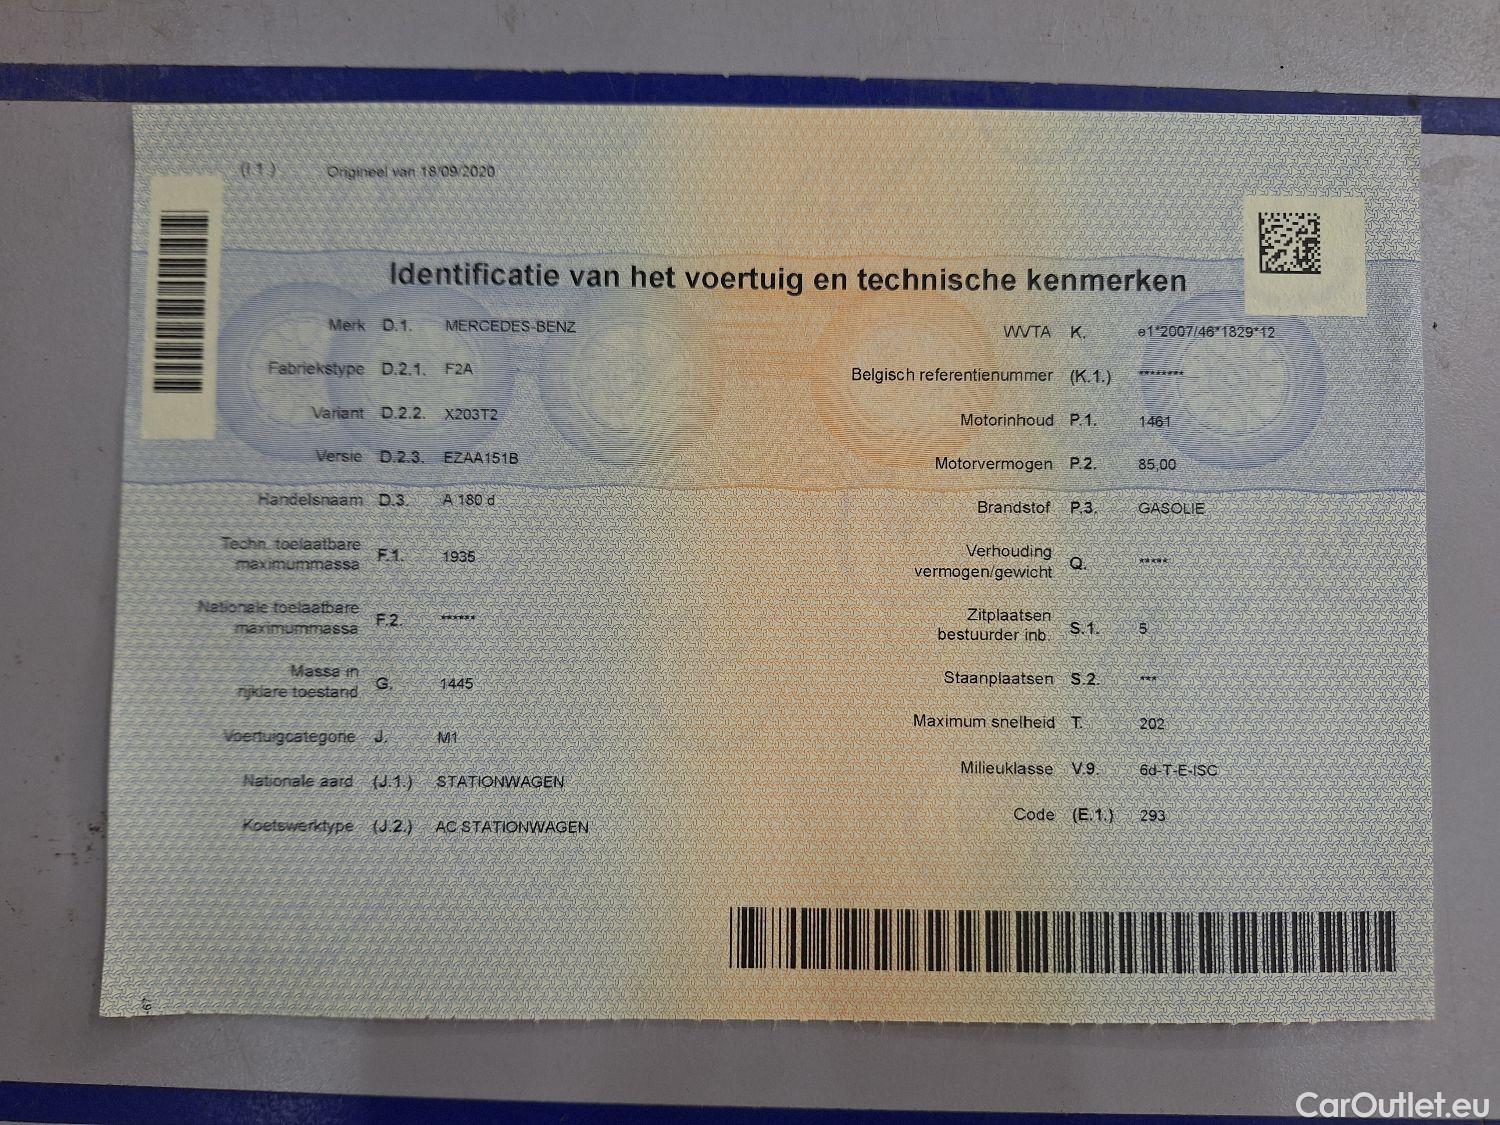 (I.1.) Origineel van 18/09/2020
Identificatie van het voertuig en technische kenmerken
Merk D.1. MERCEDES-BENZ
Fabriekstype D.2.1. F2A
Variant D.2.2. X203T2
Versie D.2.3. EZAA151B
Handelsnaam D.3. A 180 d
Techn. toelaatbare
maximummassa F.1. 1935
Nationale toelaatbare
maximummassa F.2. ******
Massa in
rijklare toestand G. 1445
Voertuigcategorie J. M1
Nationale aard (J.1.) STATIONWAGEN
Koetswerktype (J.2.) AC STATIONWAGEN
WVTA K. e1*2007/46*1829*12
Belgisch referentienummer (K.1.) ********
Motorinhoud P.1. 1461
Motorvermogen P.2. 85,00
Brandstof P.3. GASOLIE
Verhouding
vermogen/gewicht Q. *****
Zitplaatsen
bestuurder inb. S.1. 5
Staanplaatsen S.2. ***
Maximum snelheid T. 202
Milieuklasse V.9. 6d-T-E-ISC
Code (E.1.) 293
CarOutlet.eu